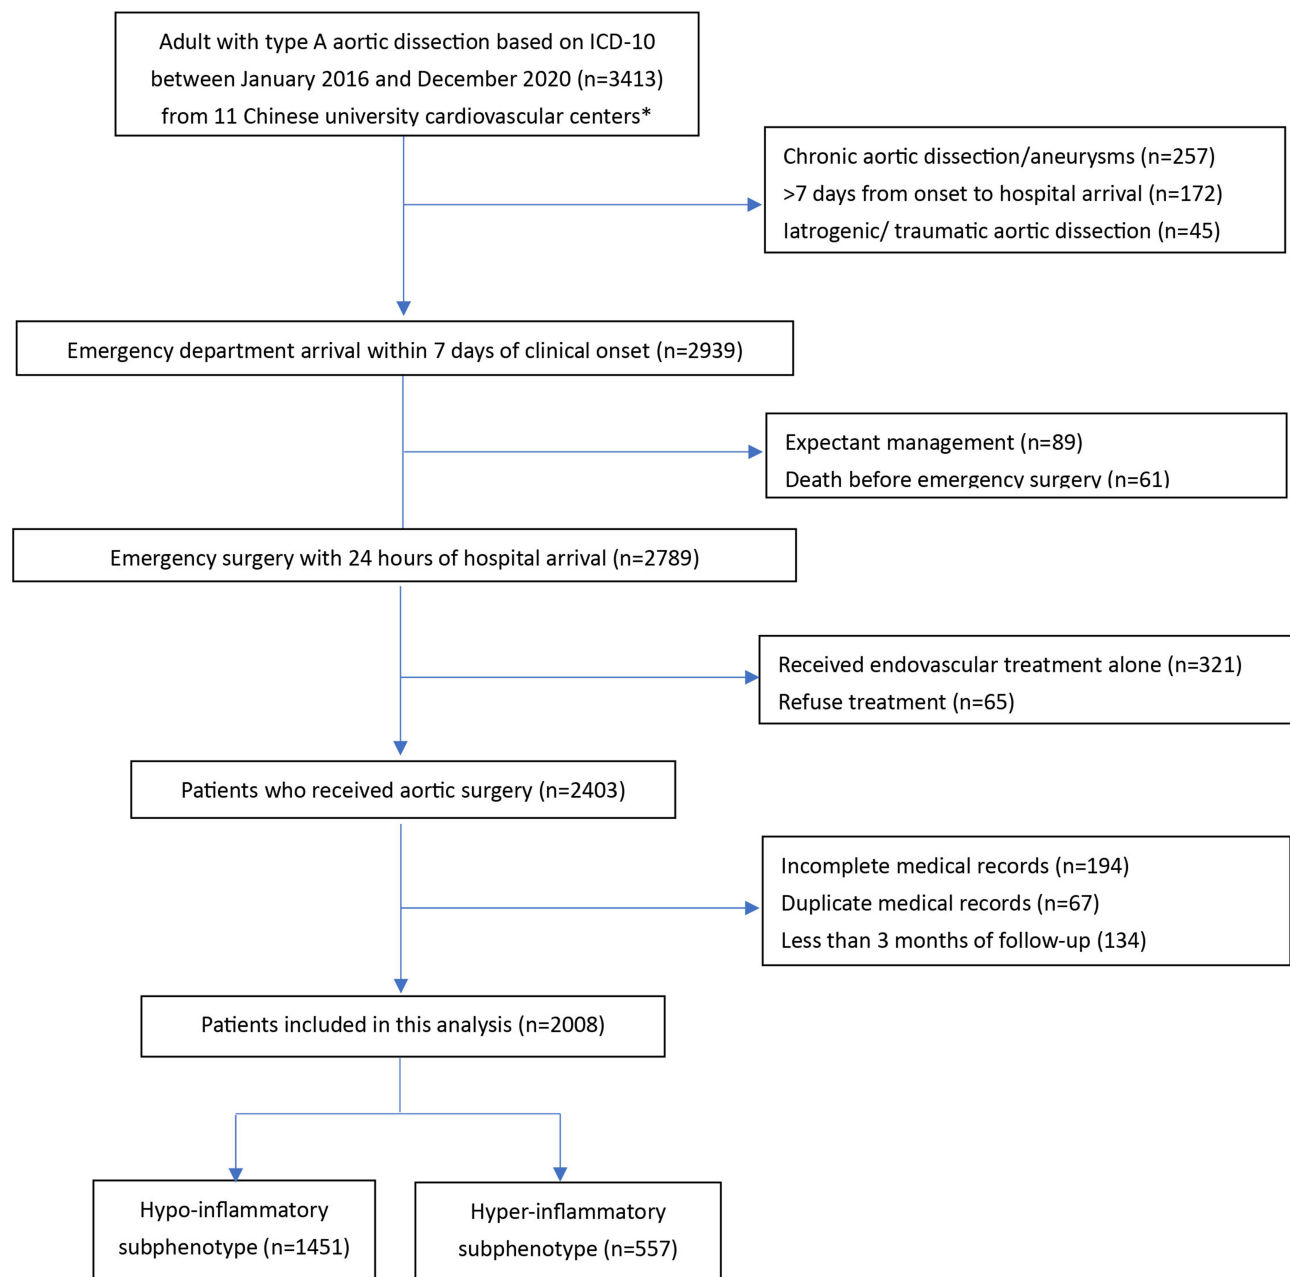 Adult with type A aortic dissection based on ICD-10
between January 2016 and December 2020 (n=3413)
from 11 Chinese university cardiovascular centers*
Chronic aortic dissection/aneurysms (n=257)
>7 days from onset to hospital arrival (n=172)
Iatrogenic/ traumatic aortic dissection (n=45)
Emergency department arrival within 7 days of clinical onset (n=2939)
Expectant management (n=89)
Death before emergency surgery (n=61)
Emergency surgery with 24 hours of hospital arrival (n=2789)
Received endovascular treatment alone (n=321)
Refuse treatment (n=65)
Patients who received aortic surgery (n=2403)
Incomplete medical records (n=194)
Duplicate medical records (n=67)
Less than 3 months of follow-up (134)
Patients included in this analysis (n=2008)
Hypo-inflammatory
subphenotype (n=1451)
Hyper-inflammatory
subphenotype (n=557)